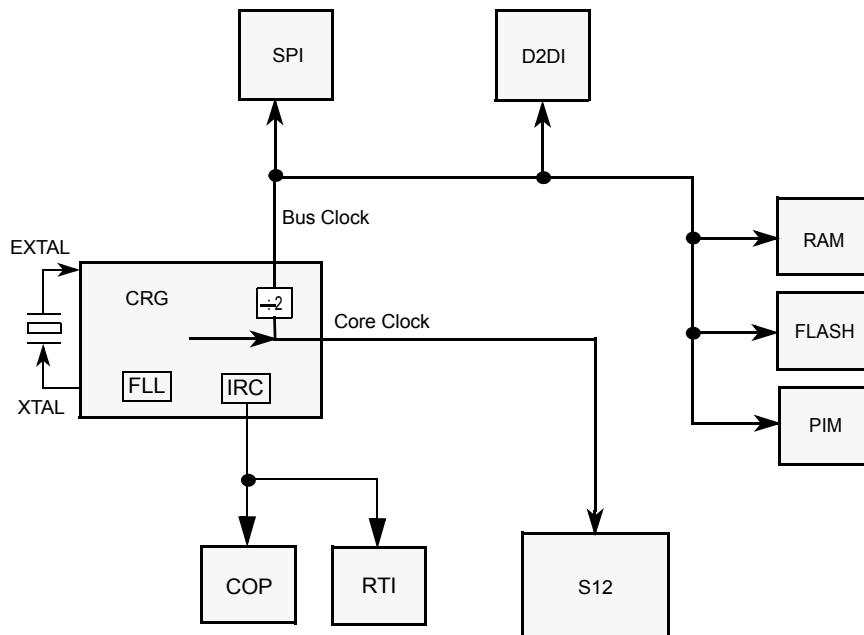 SPI
D2DI
Bus Clock
RAM
EXTAL
CRG
÷2
Core Clock
FLASH
FLL
IRC
XTAL
PIM
COP
RTI
S12